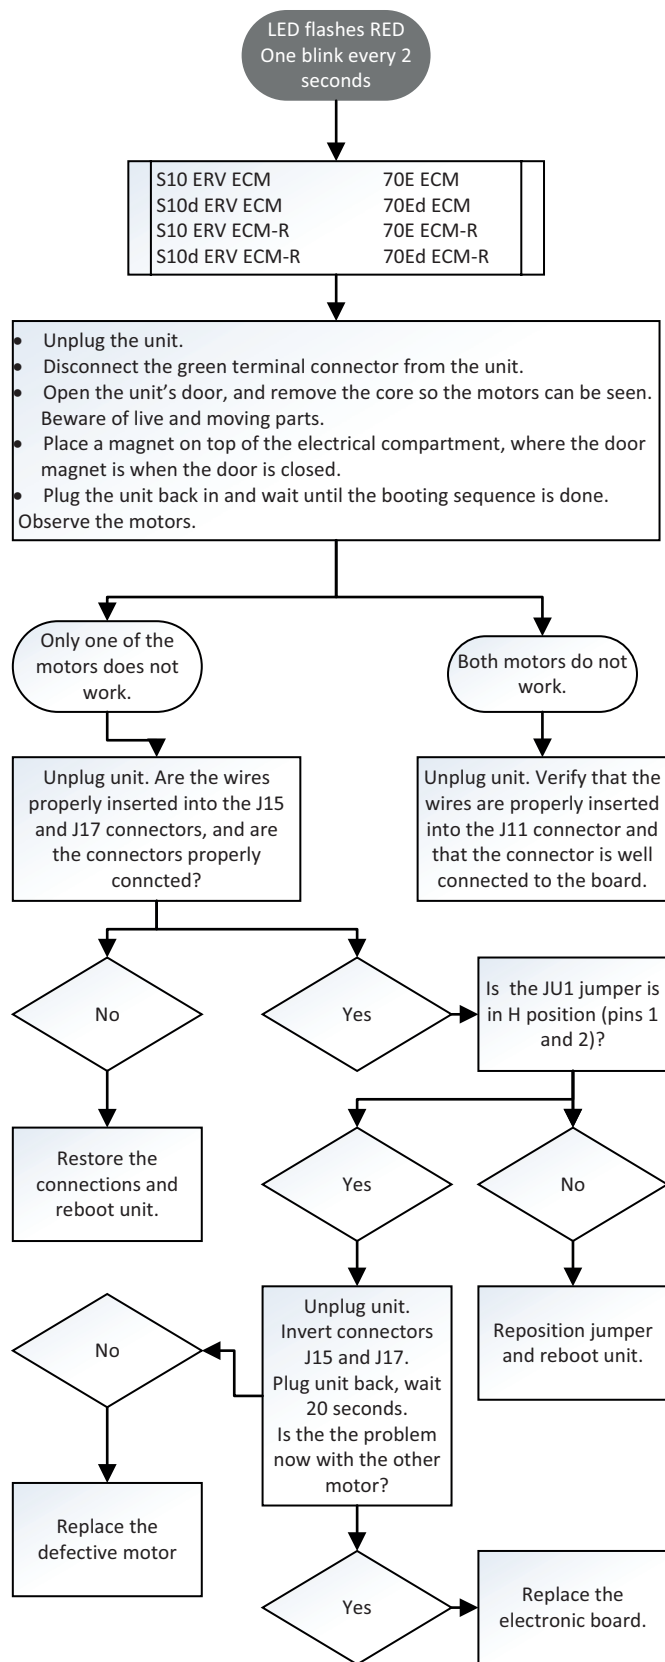 LED flashes RED
One blink every 2
seconds
S10 ERV ECM 70E ECM
S10d ERV ECM 70Ed ECM
S10 ERV ECM-R 70E ECM-R
S10d ERV ECM-R 70Ed ECM-R
• Unplug the unit.
• Disconnect the green terminal connector from the unit.
• Open the unit’s door, and remove the core so the motors can be seen.
Beware of live and moving parts.
• Place a magnet on top of the electrical compartment, where the door
magnet is when the door is closed.
• Plug the unit back in and wait until the booting sequence is done.
Observe the motors.
Only one of the
motors does not
work.
Both motors do not
work.
Unplug unit. Are the wires
properly inserted into the J15
and J17 connectors, and are
the connectors properly
conncted?
Unplug unit. Verify that the
wires are properly inserted
into the J11 connector and
that the connector is well
connected to the board.
No
Yes
Is the JU1 jumper is
in H position (pins 1
and 2)?
Restore the
connections and
reboot unit.
Yes
No
Unplug unit.
Invert connectors
J15 and J17.
Plug unit back, wait
20 seconds.
Is the the problem
now with the other
motor?
No
Reposition jumper
and reboot unit.
Replace the
defective motor
Yes
Replace the
electronic board.